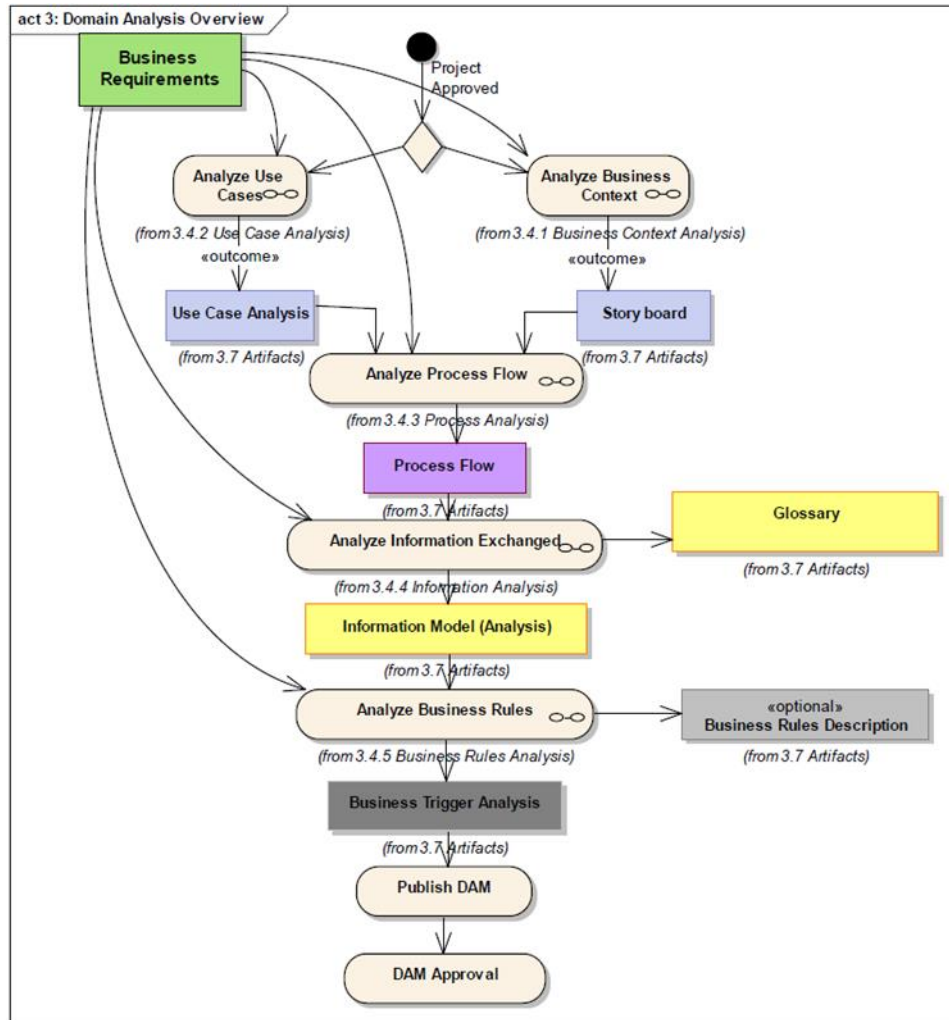 act 3: Domain Analysis Overview
Business
Requirements
Project
Approved
Analyze Use
Cases
Analyze Business
Context
(from 3.4.2 Use Case Analysis)
(from 3.4.1 Business Context Analysis)
«outcome»
«outcome»
Use Case Analysis
Story board
(from 3.7 Artifacts)
(from 3.7 Artifacts)
Analyze Process Flow
(from 3.4.3 Process Analysis)
Process Flow
(from 3.7 Artifacts)
Glossary
Analyze Information Exchanged
(from 3.7 Artifacts)
(from 3.4.4 Information Analysis)
Information Model (Analysis)
(from 3.7 Artifacts)
Analyze Business Rules
«optional»
Business Rules Description
(from 3.4.5 Business Rules Analysis)
(from 3.7 Artifacts)
Business Trigger Analysis
(from 3.7 Artifacts)
Publish DAM
DAM Approval